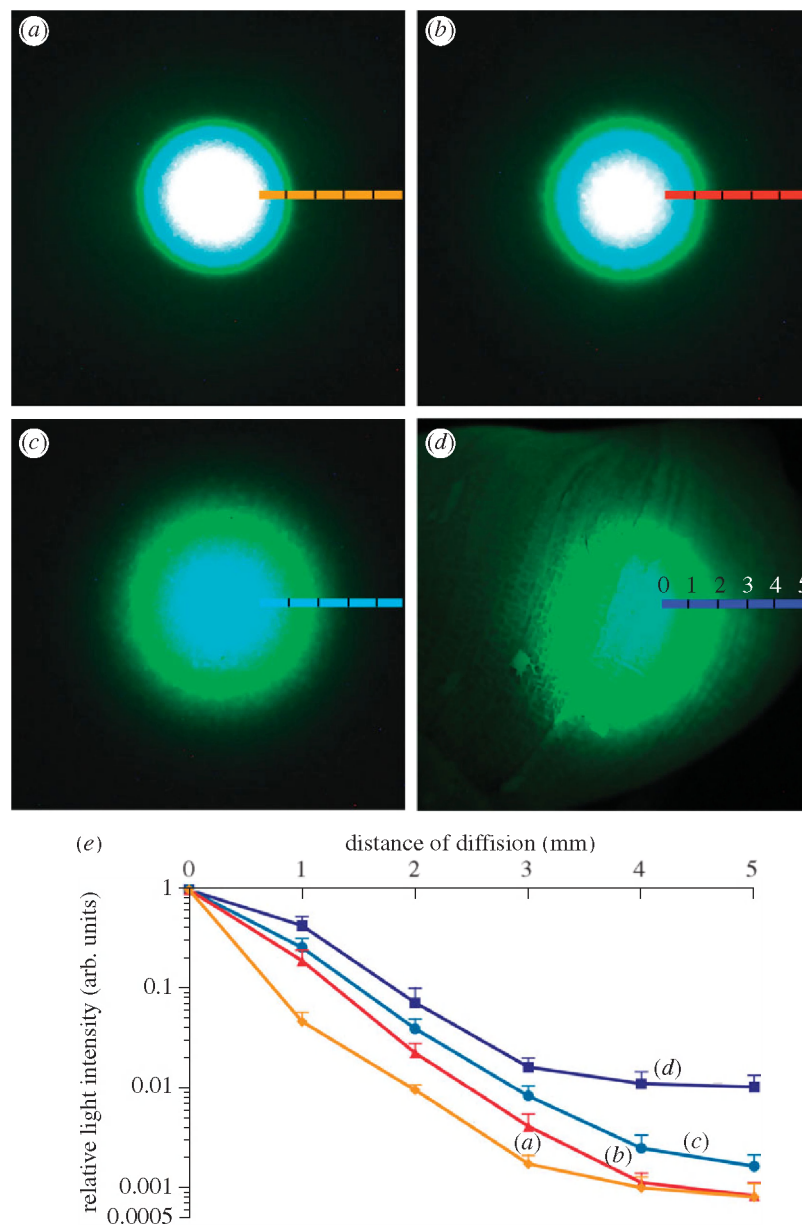 (a)
(b)
(c)
(d)
0 1 2 3 4 5
(e)
distance of diffision (mm)
0 1 2 3 4 5
relative light intensity (arb. units)
1
0.1
0.01
0.001
0.0005
(d)
(a)
(b)
(c)